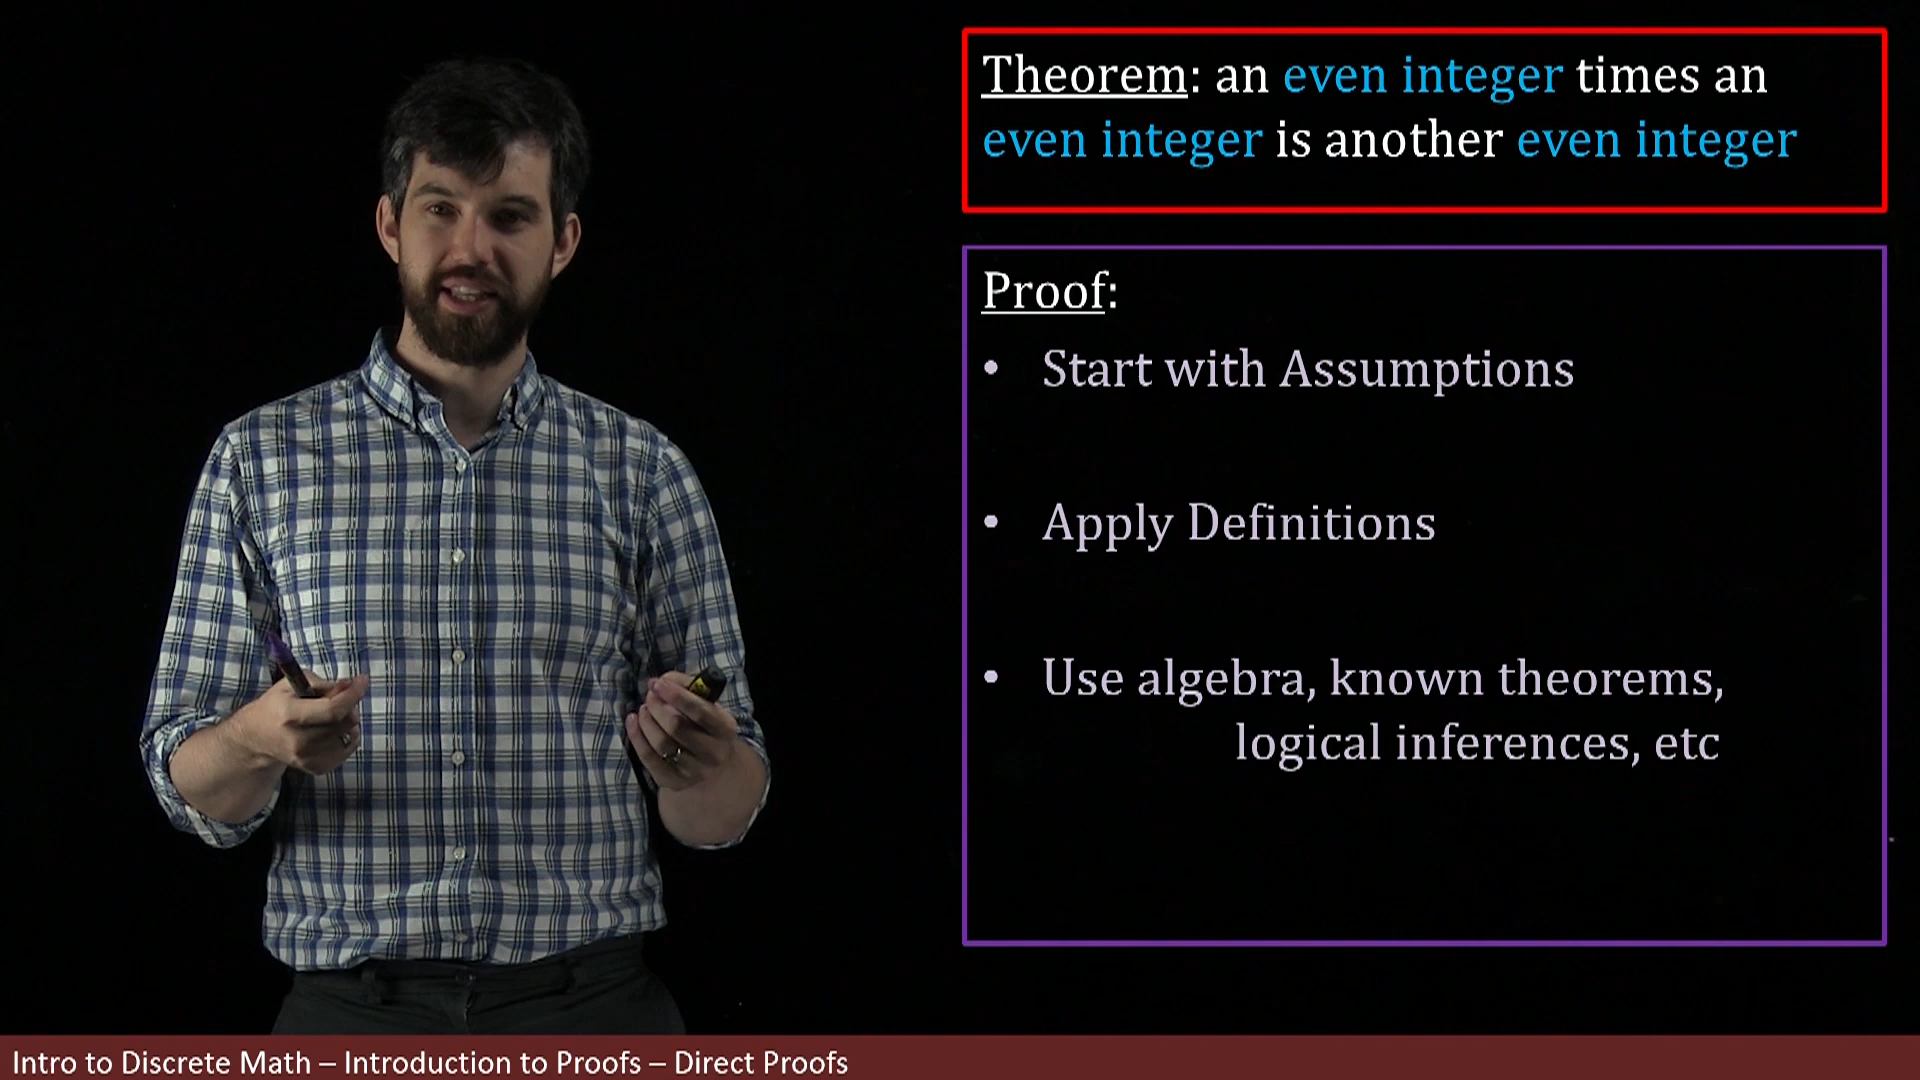 Theorem: an even integer times an
even integer is another even integer
Proof:
• Start with Assumptions
• Apply Definitions
• Use algebra, known theorems,
logical inferences, etc
Intro to Discrete Math – Introduction to Proofs – Direct Proofs